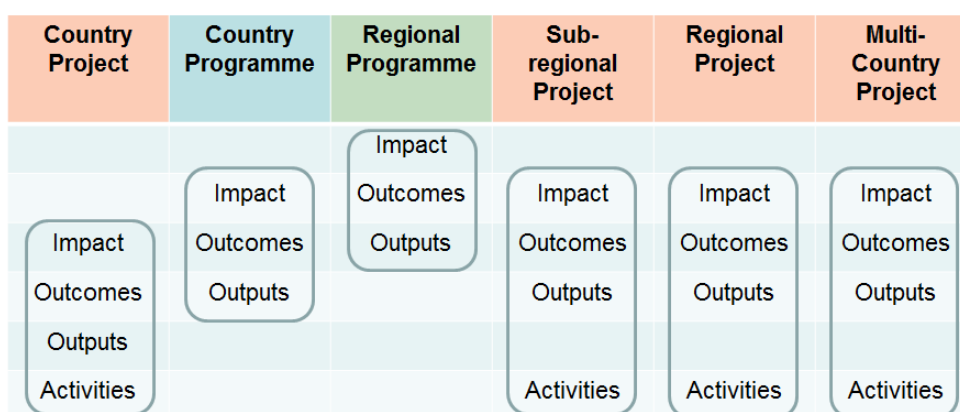 Country Project
Country Programme
Regional Programme
Sub-regional Project
Regional Project
Multi-Country Project
Impact
Impact Outcomes Impact Impact Impact
Impact Outcomes Outputs Outcomes Outcomes Outcomes
Outcomes Outputs Outputs Outputs Outputs
Outputs
Activities Activities Activities Activities